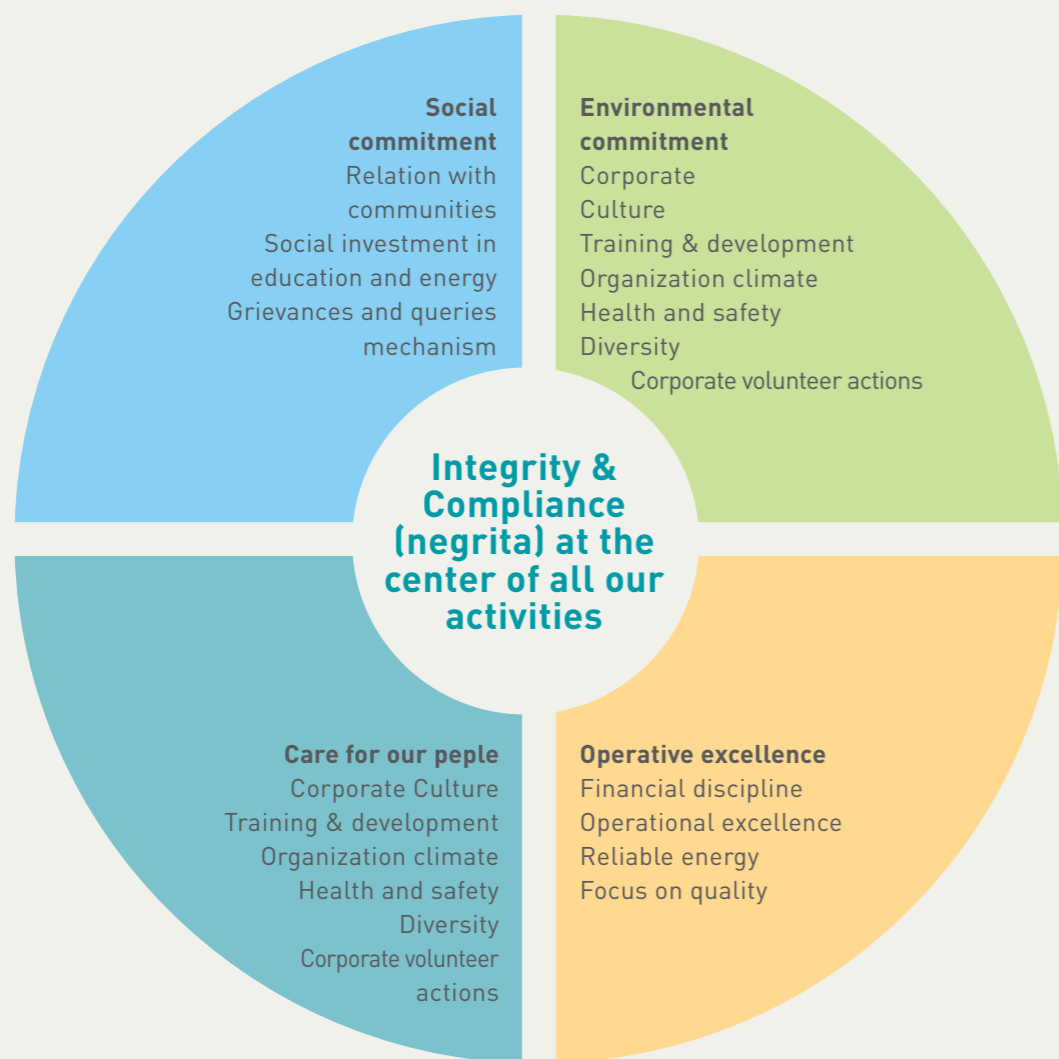 Social
commitment
Relation with
communities
Social investment in
education and energy
Grievances and queries
mechanism
Environmental
commitment
Corporate
Culture
Training & development
Organization climate
Health and safety
Diversity
Corporate volunteer actions
Integrity &
Compliance
(negrita) at the
center of all our
activities
Care for our peple
Corporate Culture
Training & development
Organization climate
Health and safety
Diversity
Corporate volunteer
actions
Operative excellence
Financial discipline
Operational excellence
Reliable energy
Focus on quality